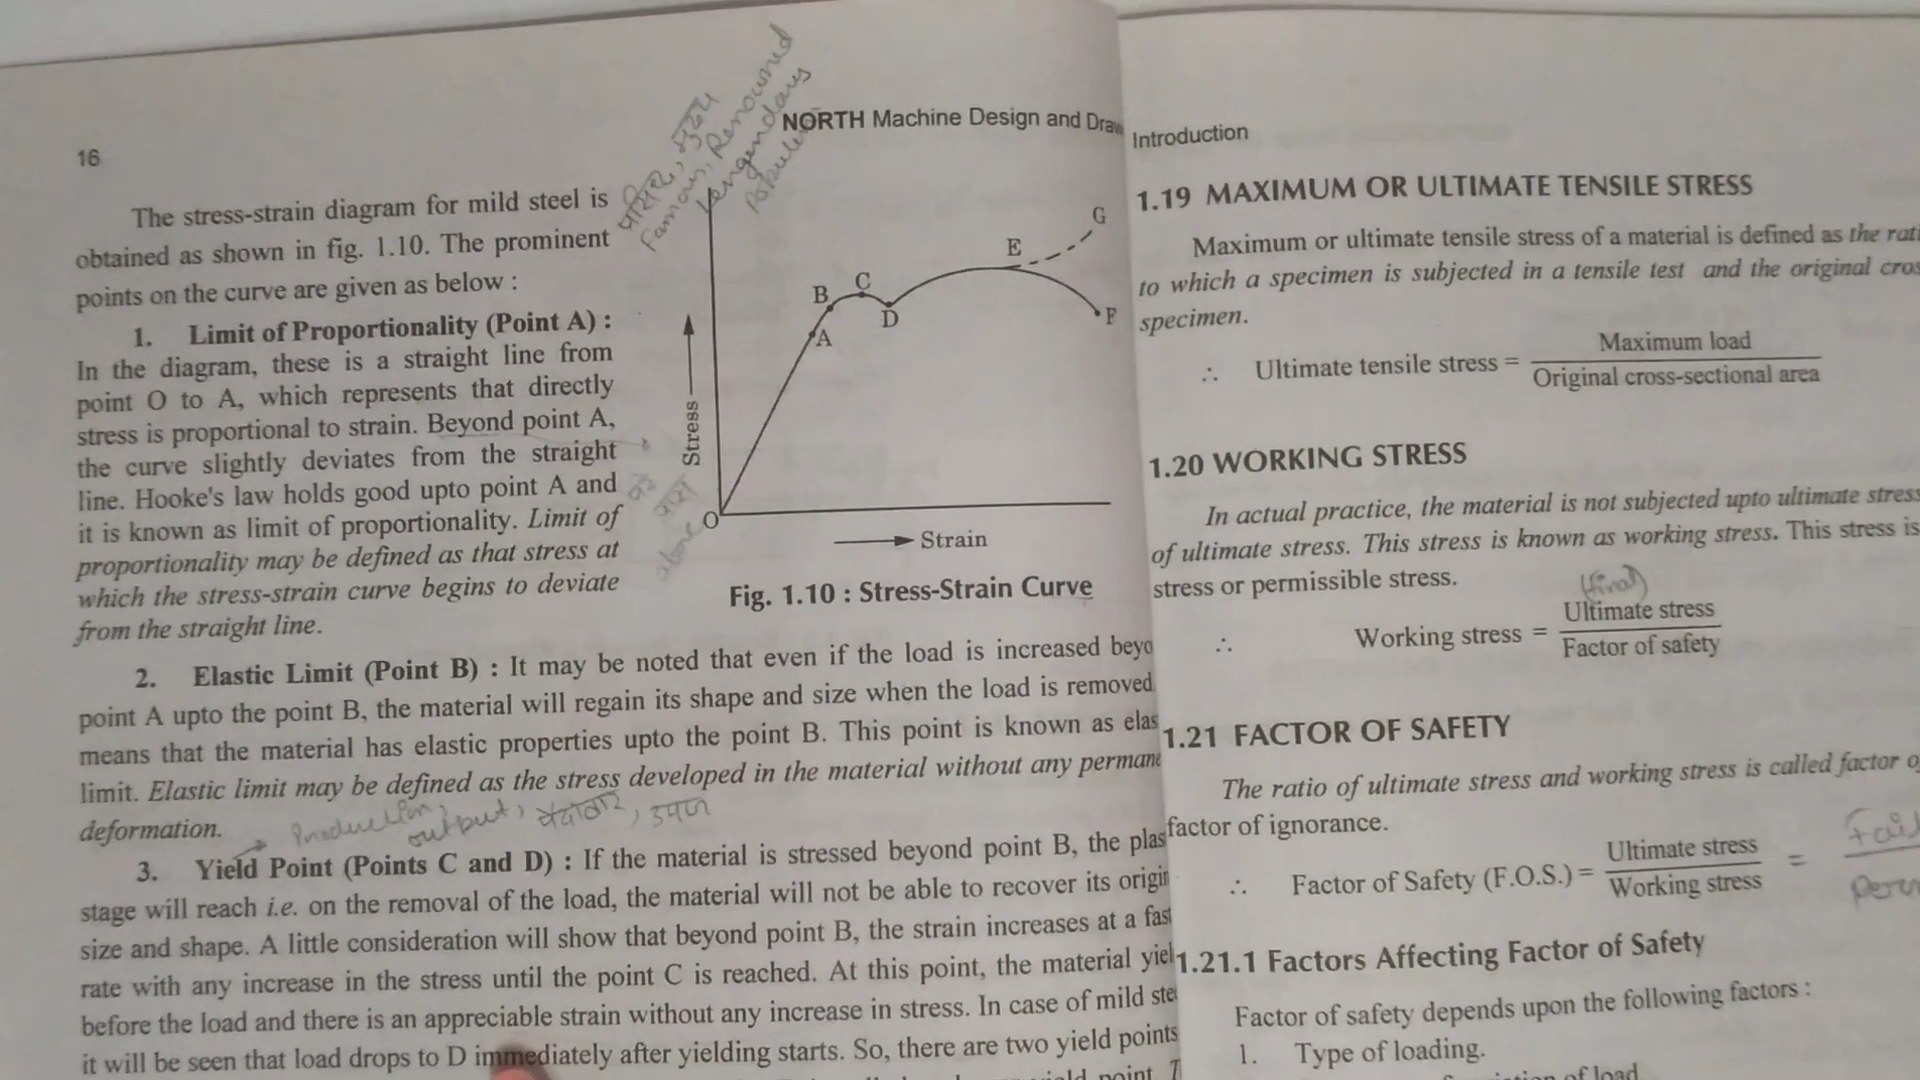 16
NORTH Machine Design and Draw
The stress-strain diagram for mild steel is
obtained as shown in fig. 1.10. The prominent
points on the curve are given as below :
1. Limit of Proportionality (Point A) :
In the diagram, these is a straight line from
point O to A, which represents that directly
stress is proportional to strain. Beyond point A,
the curve slightly deviates from the straight
line. Hooke's law holds good upto point A and
it is known as limit of proportionality. Limit of
proportionality may be defined as that stress at
which the stress-strain curve begins to deviate
from the straight line.
Famous, Renowned
G
E
C
B
D
F
A
Stress
O
Strain
above
Fig. 1.10 : Stress-Strain Curve
2. Elastic Limit (Point B) : It may be noted that even if the load is increased beyo
point A upto the point B, the material will regain its shape and size when the load is removed
means that the material has elastic properties upto the point B. This point is known as elas
limit. Elastic limit may be defined as the stress developed in the material without any permane
deformation.
Production, output, पैदावार, उपज
3. Yield Point (Points C and D) : If the material is stressed beyond point B, the plas
stage will reach i.e. on the removal of the load, the material will not be able to recover its origin
size and shape. A little consideration will show that beyond point B, the strain increases at a fast
rate with any increase in the stress until the point C is reached. At this point, the material yiel
before the load and there is an appreciable strain without any increase in stress. In case of mild stee
it will be seen that load drops to D immediately after yielding starts. So, there are two yield points
Introduction
1.19 MAXIMUM OR ULTIMATE TENSILE STRESS
Maximum or ultimate tensile stress of a material is defined as the rati
to which a specimen is subjected in a tensile test and the original cros
specimen.
∴ Ultimate tensile stress = Maximum load / Original cross-sectional area
1.20 WORKING STRESS
In actual practice, the material is not subjected upto ultimate stress
of ultimate stress. This stress is known as working stress. This stress is
stress or permissible stress.
(final)
∴ Working stress = Ultimate stress / Factor of safety
1.21 FACTOR OF SAFETY
The ratio of ultimate stress and working stress is called factor o
factor of ignorance.
∴ Factor of Safety (F.O.S.) = Ultimate stress / Working stress =
1.21.1 Factors Affecting Factor of Safety
Factor of safety depends upon the following factors :
1. Type of loading.
of load